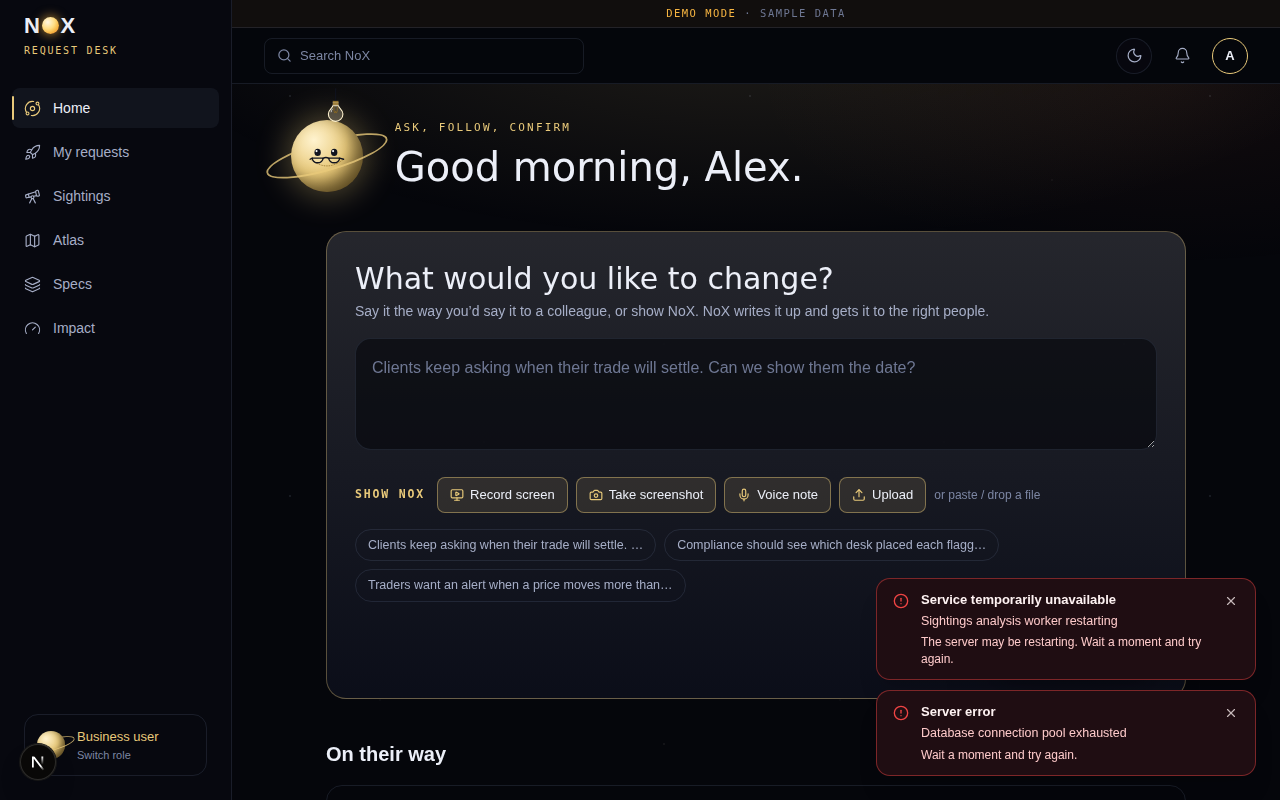 NOX
REQUEST DESK
Home
My requests
Sightings
Atlas
Specs
Impact
Business user
Switch role
N
DEMO MODE · SAMPLE DATA
Search NoX
A
ASK, FOLLOW, CONFIRM
Good morning, Alex.
What would you like to change?
Say it the way you’d say it to a colleague, or show NoX. NoX writes it up and gets it to the right people.
Clients keep asking when their trade will settle. Can we show them the date?
SHOW NOX
Record screen
Take screenshot
Voice note
Upload
or paste / drop a file
Clients keep asking when their trade will settle. …
Compliance should see which desk placed each flagg…
Traders want an alert when a price moves more than…
On their way
Service temporarily unavailable
Sightings analysis worker restarting
The server may be restarting. Wait a moment and try
again.
Server error
Database connection pool exhausted
Wait a moment and try again.